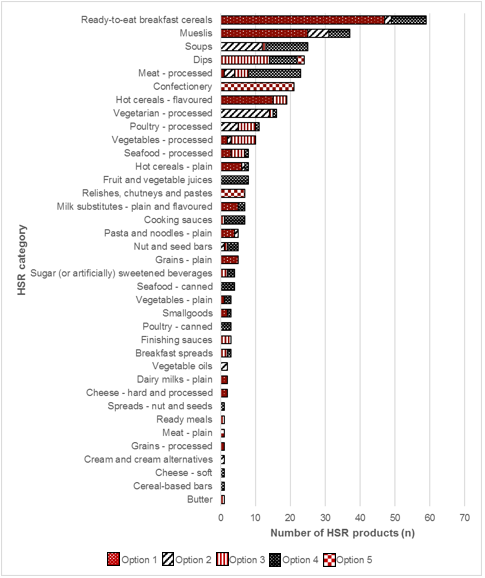 Ready-to-eat breakfast cereals
Mueslis
Soups
Dips
Meat - processed
Confectionery
Hot cereals - flavoured
Vegetarian - processed
Poultry - processed
Vegetables - processed
Seafood - processed
Hot cereals - plain
Fruit and vegetable juices
Relishes, chutneys and pastes
Milk substitutes - plain and flavoured
Cooking sauces
Pasta and noodles - plain
Nut and seed bars
Grains - plain
Sugar (or artificially) sweetened beverages
Seafood - canned
Vegetables - plain
Smallgoods
Poultry - canned
Finishing sauces
Breakfast spreads
Vegetable oils
Dairy milks - plain
Cheese - hard and processed
Spreads - nut and seeds
Ready meals
Meat - plain
Grains - processed
Cream and cream alternatives
Cheese - soft
Cereal-based bars
Butter
HSR category
0 10 20 30 40 50 60 70
Number of HSR products (n)
Option 1 Option 2 Option 3 Option 4 Option 5